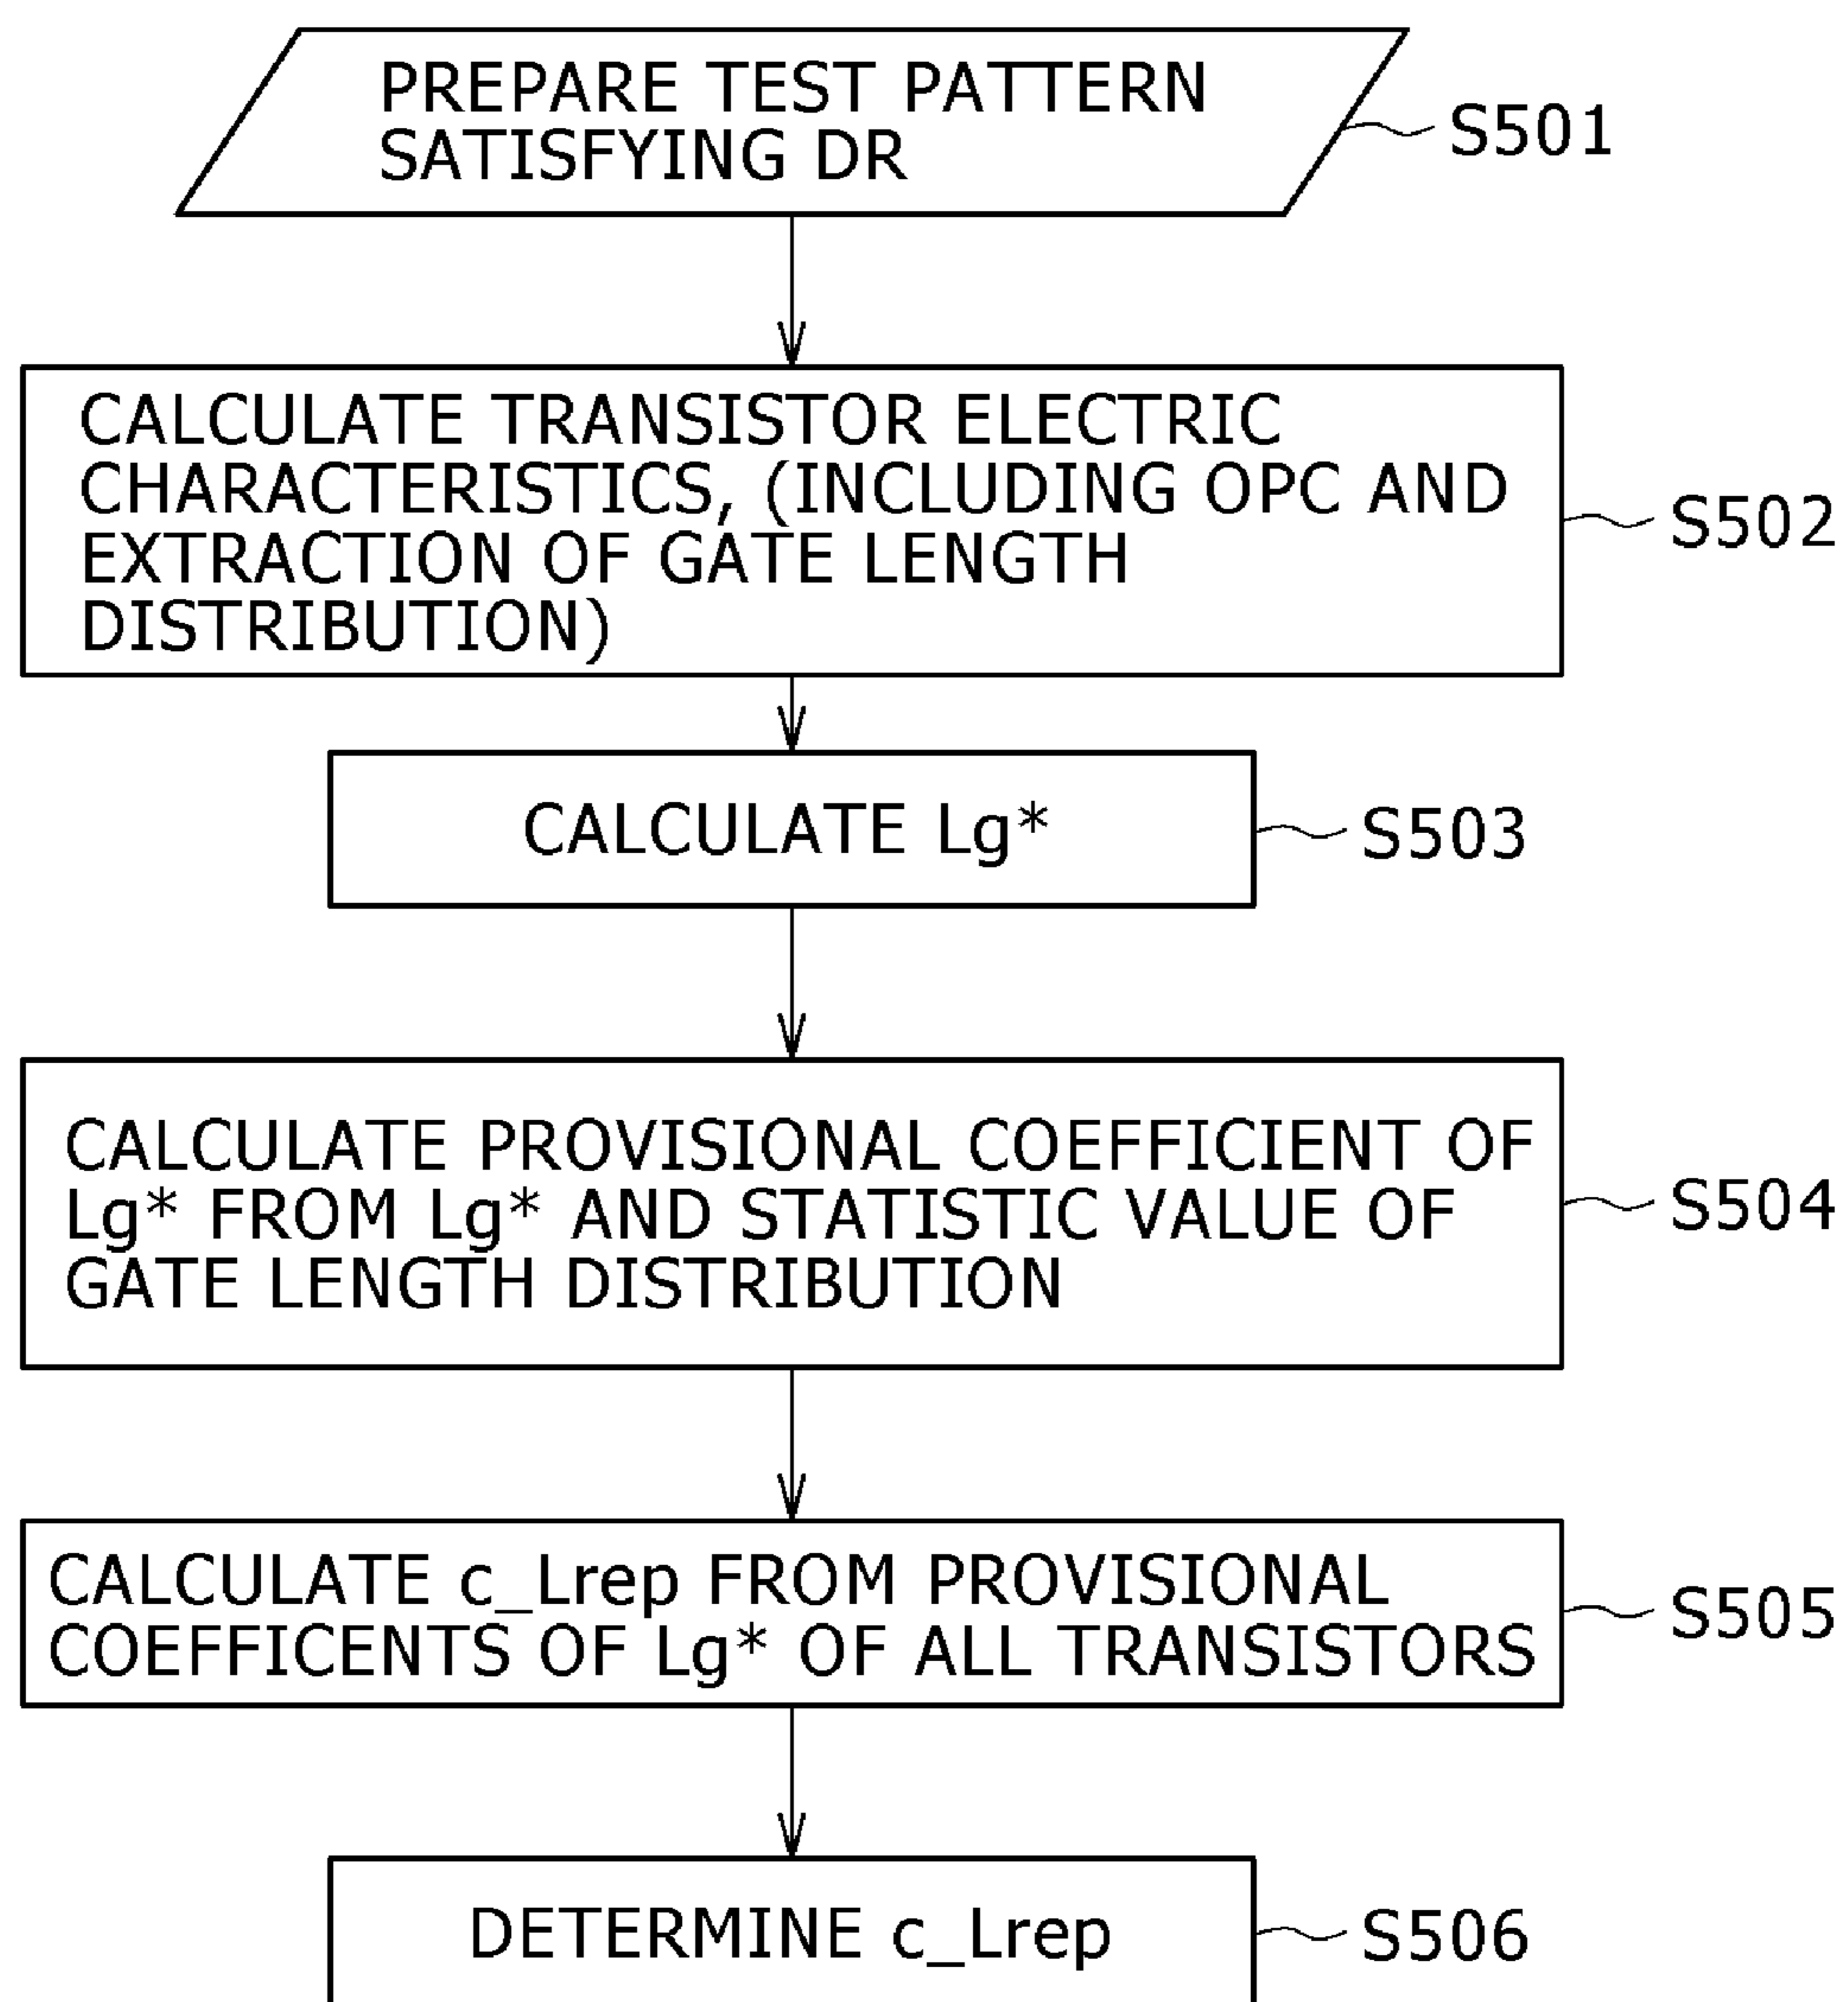 PREPARE TEST PATTERN
SATISFYING DR
S501
CALCULATE TRANSISTOR ELECTRIC
CHARACTERISTICS, (INCLUDING OPC AND
EXTRACTION OF GATE LENGTH
DISTRIBUTION)
S502
CALCULATE Lg*
S503
CALCULATE PROVISIONAL COEFFICIENT OF
Lg* FROM Lg* AND STATISTIC VALUE OF
GATE LENGTH DISTRIBUTION
S504
CALCULATE c_Lrep FROM PROVISIONAL
COEFFICENTS OF Lg* OF ALL TRANSISTORS
S505
DETERMINE c_Lrep
S506